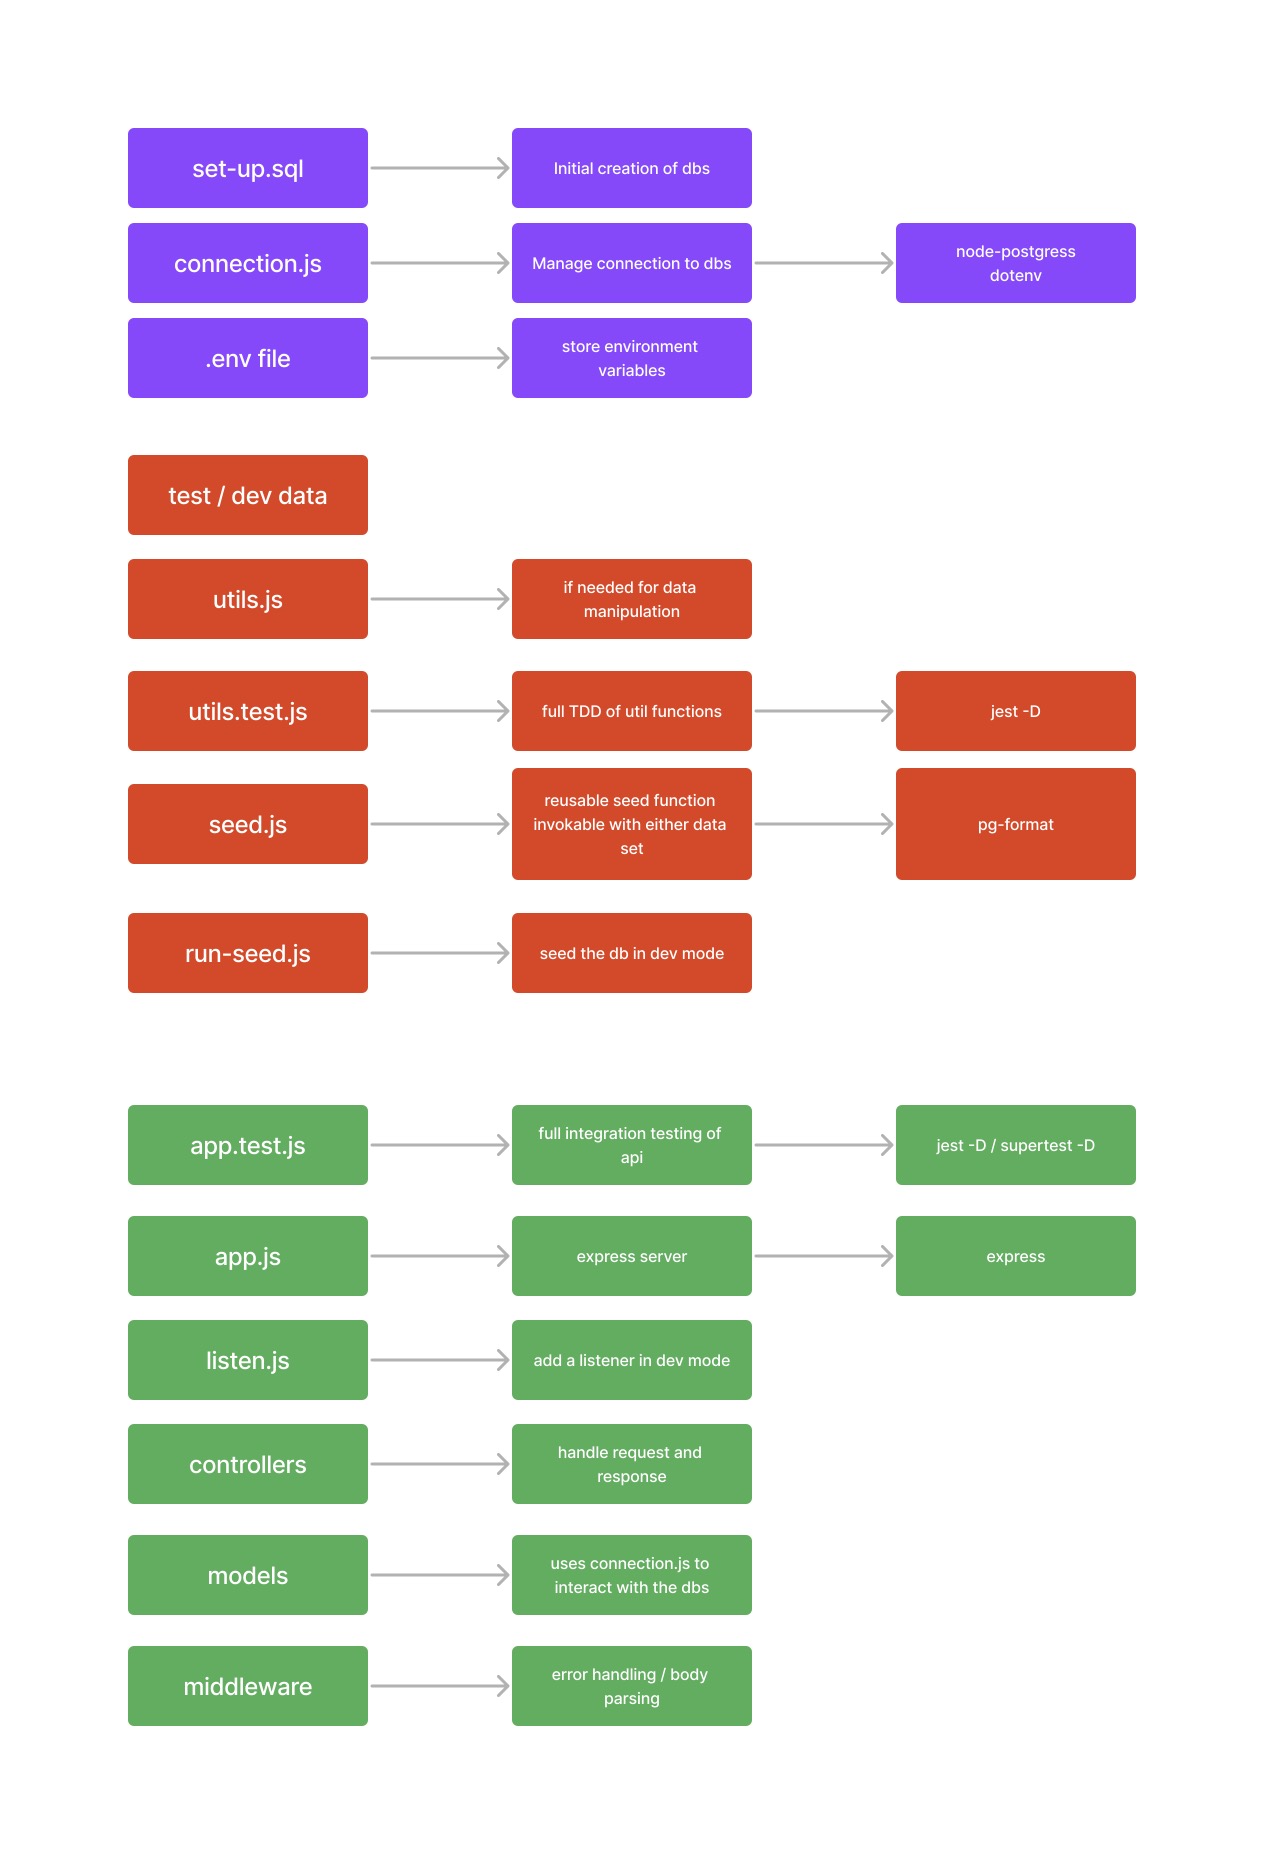 set-up.sql
Initial creation of dbs
connection.js
Manage connection to dbs
node-postgress
dotenv
.env file
store environment
variables
test / dev data
utils.js
if needed for data
manipulation
utils.test.js
full TDD of util functions
jest -D
seed.js
reusable seed function
invokable with either data
set
pg-format
run-seed.js
seed the db in dev mode
app.test.js
full integration testing of
api
jest -D / supertest -D
app.js
express server
express
listen.js
add a listener in dev mode
controllers
handle request and
response
models
uses connection.js to
interact with the dbs
middleware
error handling / body
parsing